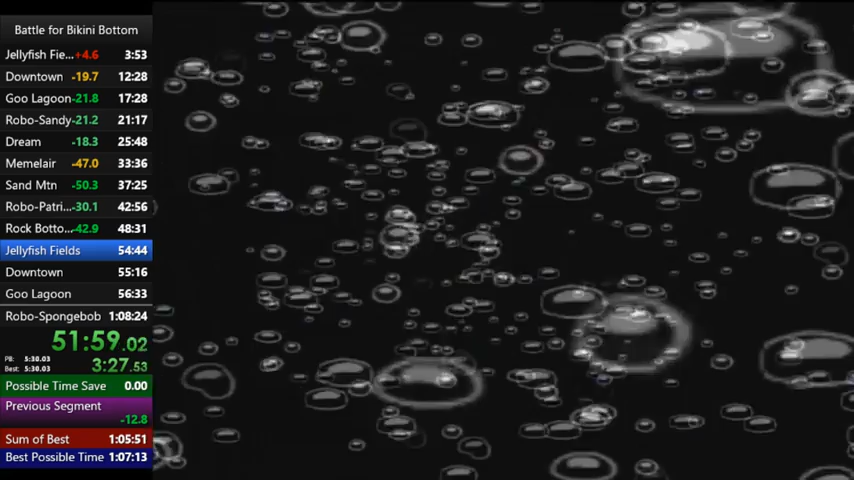 Battle for Bikini Bottom
Jellyfish Fie... +4.6 3:53
Downtown -19.7 12:28
Goo Lagoon -21.8 17:28
Robo-Sandy -21.2 21:17
Dream -18.3 25:48
Memelair -47.0 33:36
Sand Mtn -50.3 37:25
Robo-Patri... -30.1 42:56
Rock Botto... -42.9 48:31
Jellyfish Fields 54:44
Downtown 55:16
Goo Lagoon 56:33
Robo-Spongebob 1:08:24
51:59.02
PB: 5:30.03
Best: 5:30.03 3:27.53
Possible Time Save 0.00
Previous Segment
-12.8
Sum of Best 1:05:51
Best Possible Time 1:07:13